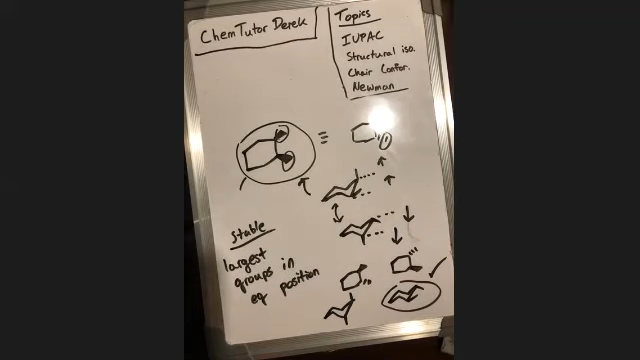 ChemTutor Derek
Topics
IUPAC
Structural iso.
Chair Confor.
Newman
stable
largest
groups in
eq position